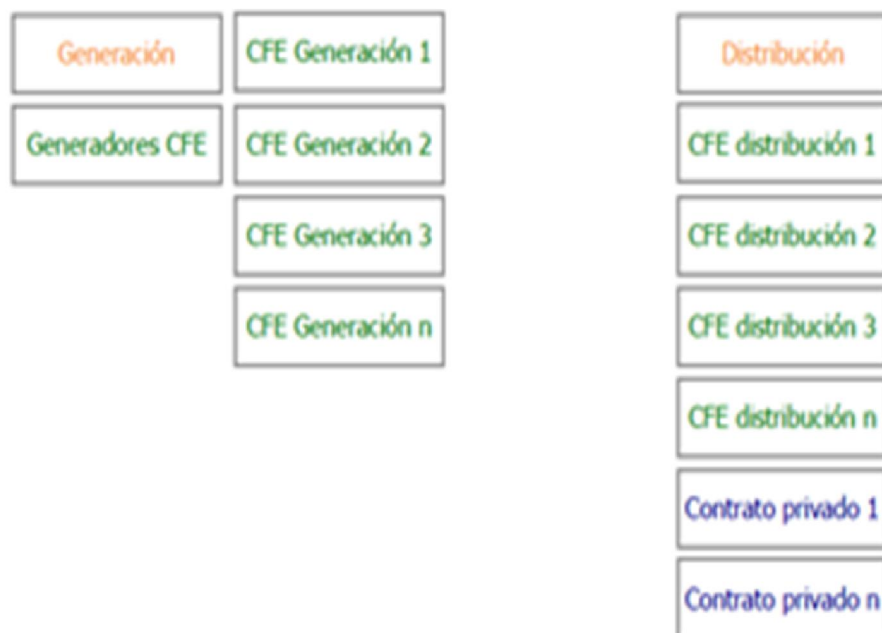 Generación
CFE Generación 1
Distribución
Generadores CFE
CFE Generación 2
CFE distribución 1
CFE Generación 3
CFE distribución 2
CFE Generación n
CFE distribución 3
CFE distribución n
Contrato privado 1
Contrato privado n